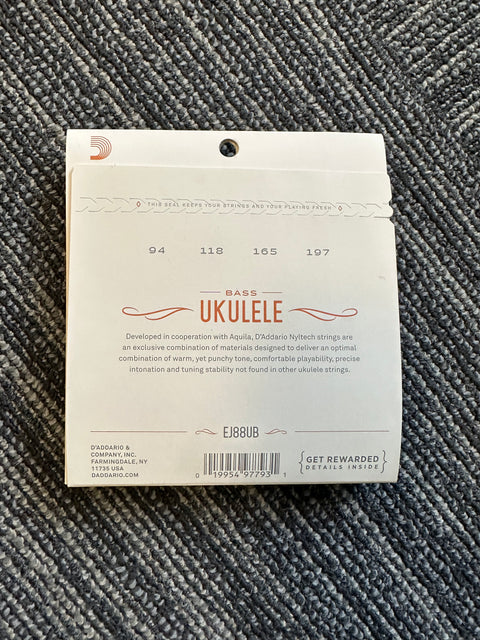 THIS SEAL KEEPS YOUR STRINGS AND YOUR PLAYING FRESH
94 118 165 197
BASS
UKULELE
Developed in cooperation with Aquila, D'Addario Nyltech strings are
an exclusive combination of materials designed to deliver an optimal
combination of warm, yet punchy tone, comfortable playability, precise
intonation and tuning stability not found in other ukulele strings.
EJ88UB
D'ADDARIO &
COMPANY, INC.
FARMINGDALE, NY
11735 USA
DADDARIO.COM
0 19954 97793 1
GET REWARDED
DETAILS INSIDE